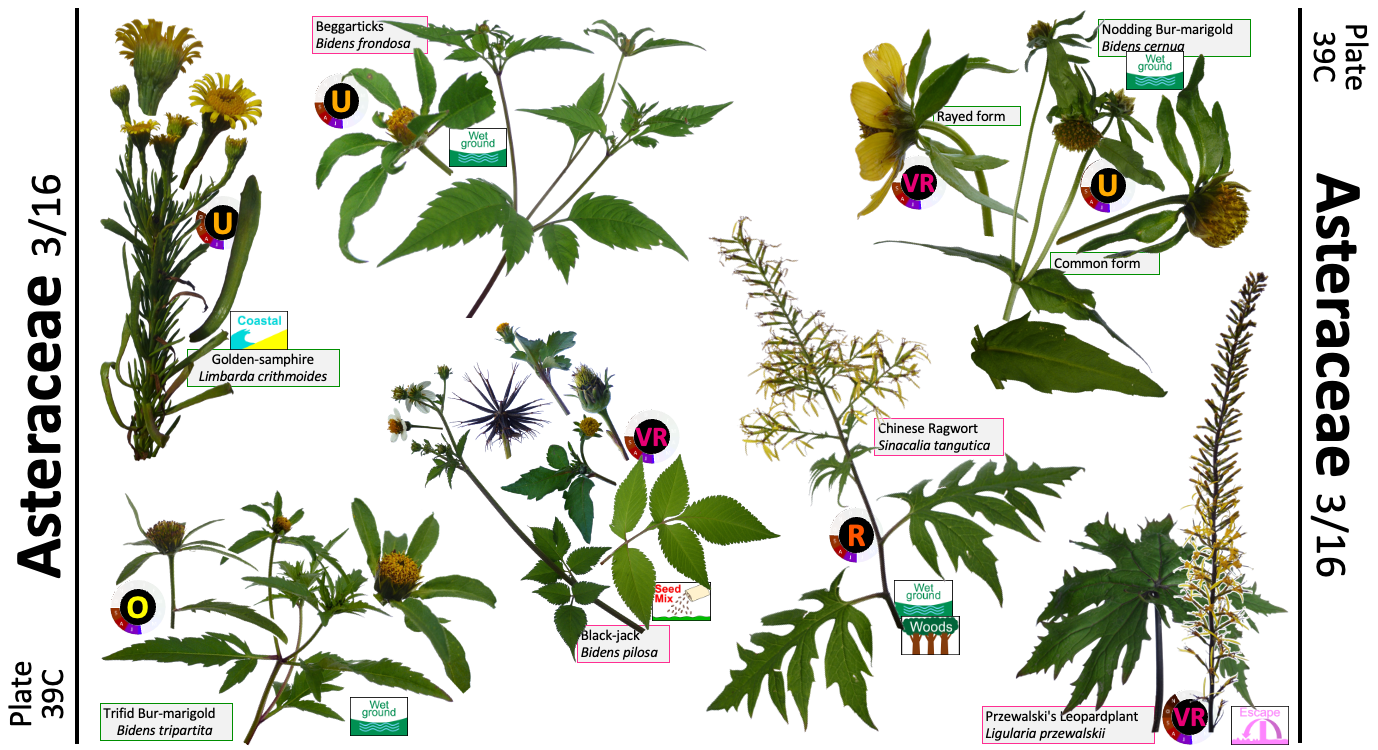 Plate
39C
Asteraceae 3/16
Plate
39C
Asteraceae 3/16
Beggarticks
Bidens frondosa
U
Wet
ground
Nodding Bur-marigold
Bidens cernua
Wet
ground
Rayed form
VR
U
Common form
U
Coastal
Golden-samphire
Limbarda crithmoides
VR
Seed
Mix
Black-jack
Bidens pilosa
Chinese Ragwort
Sinacalia tangutica
R
Wet
ground
Woods
O
Trifid Bur-marigold
Bidens tripartita
Wet
ground
Przewalski's Leopardplant
Ligularia przewalskii
VR
Escape